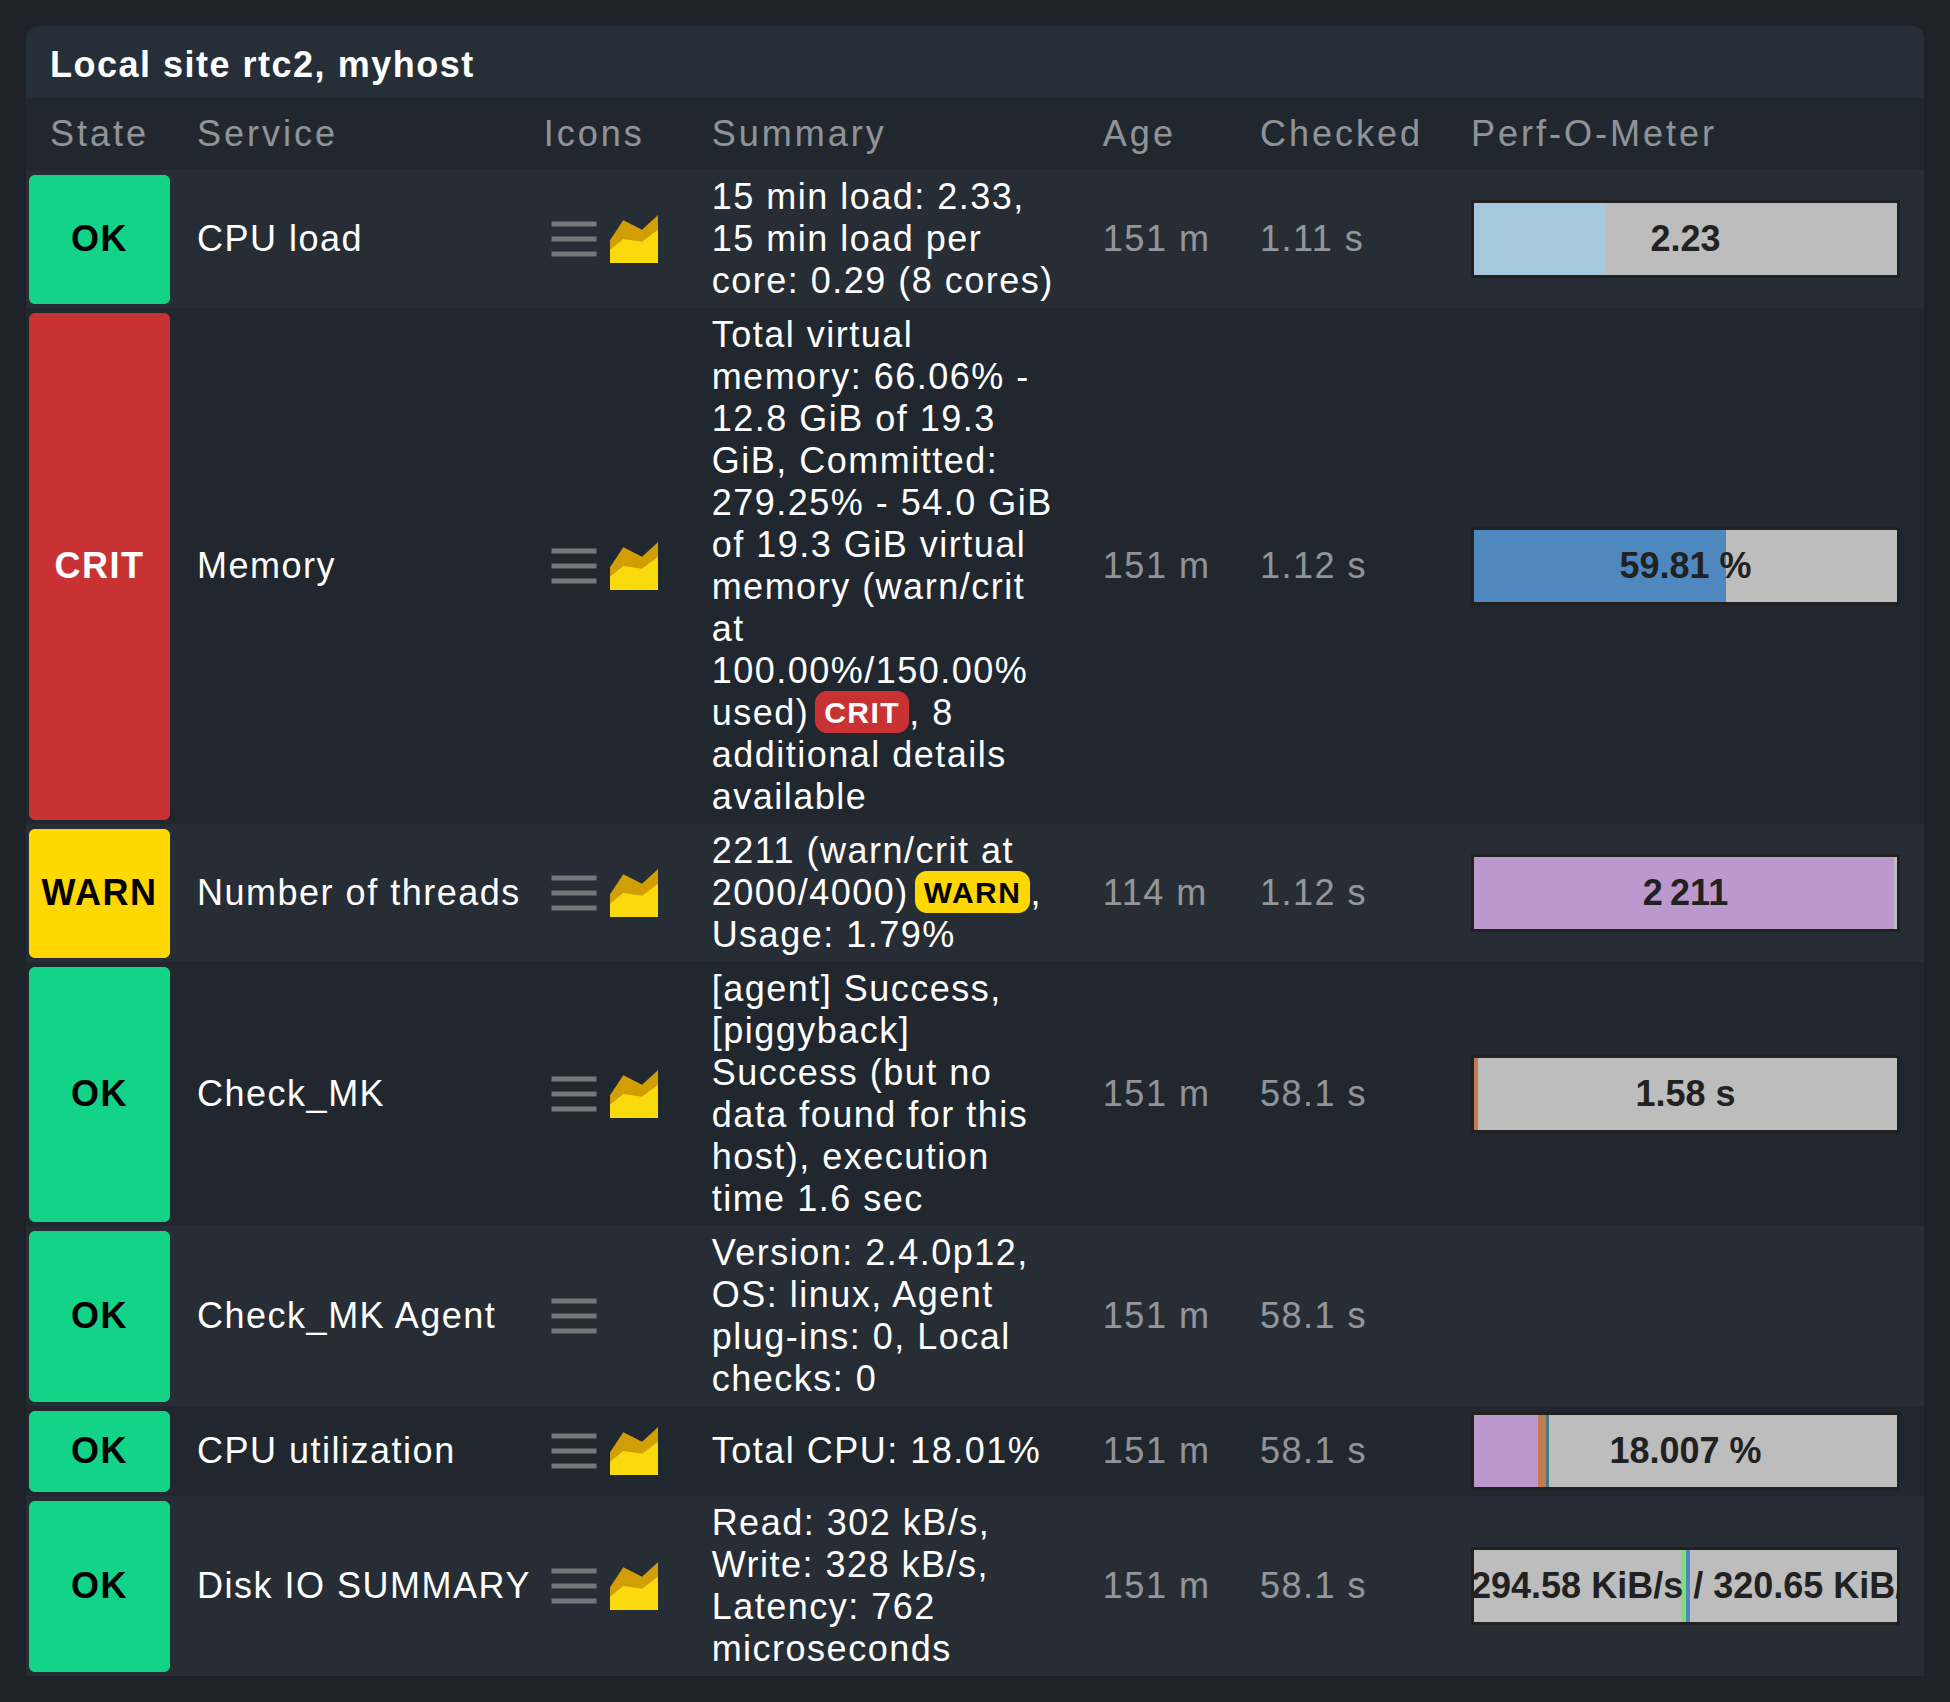 Local site rtc2, myhost
State Service Icons Summary Age Checked Perf-O-Meter
OK CPU load 15 min load: 2.33, 15 min load per core: 0.29 (8 cores) 151 m 1.11 s 2.23
CRIT Memory Total virtual memory: 66.06% - 12.8 GiB of 19.3 GiB, Committed: 279.25% - 54.0 GiB of 19.3 GiB virtual memory (warn/crit at 100.00%/150.00% used) CRIT, 8 additional details available 151 m 1.12 s 59.81 %
WARN Number of threads 2211 (warn/crit at 2000/4000) WARN, Usage: 1.79% 114 m 1.12 s 2 211
OK Check_MK [agent] Success, [piggyback] Success (but no data found for this host), execution time 1.6 sec 151 m 58.1 s 1.58 s
OK Check_MK Agent Version: 2.4.0p12, OS: linux, Agent plug-ins: 0, Local checks: 0 151 m 58.1 s
OK CPU utilization Total CPU: 18.01% 151 m 58.1 s 18.007 %
OK Disk IO SUMMARY Read: 302 kB/s, Write: 328 kB/s, Latency: 762 microseconds 151 m 58.1 s 294.58 KiB/s / 320.65 KiB/